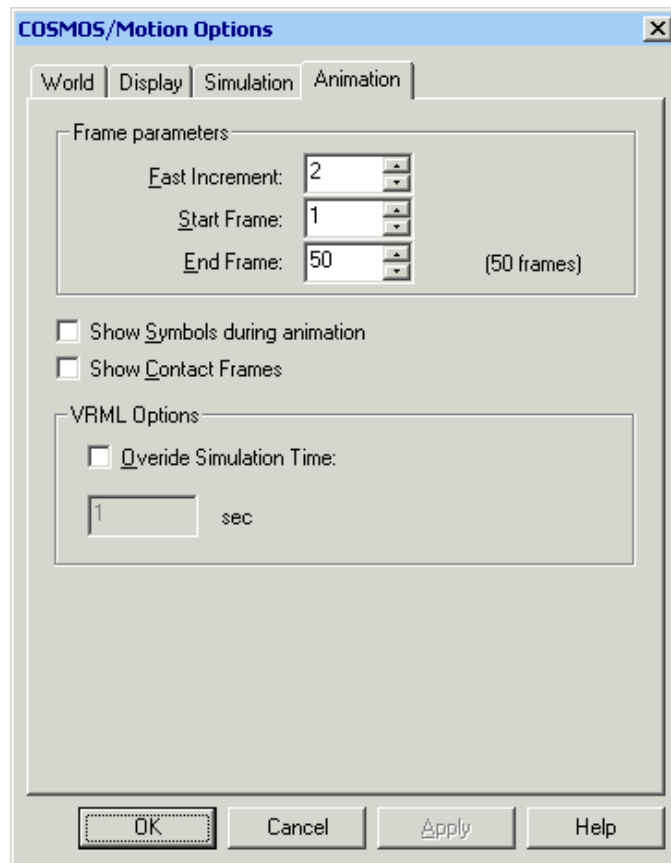 COSMOS/Motion Options
World Display Simulation Animation
Frame parameters
Fast Increment: 2
Start Frame: 1
End Frame: 50 (50 frames)
Show Symbols during animation
Show Contact Frames
VRML Options
Overide Simulation Time:
1 sec
OK Cancel Apply Help